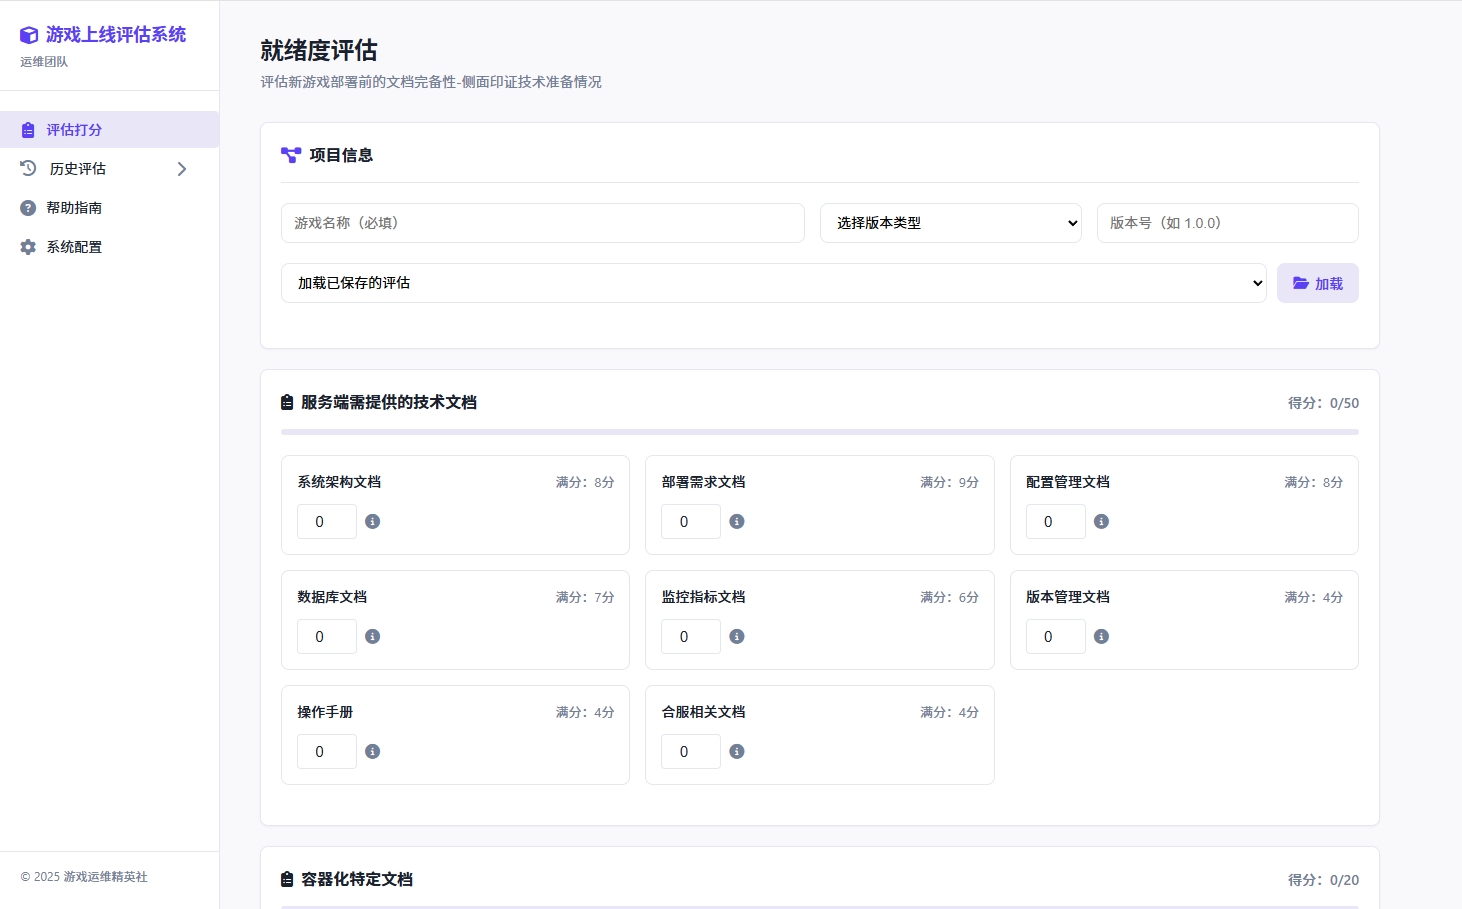 游戏上线评估系统
运维团队
评估打分
历史评估
帮助指南
系统配置
© 2025 游戏运维精英社
就绪度评估
评估新游戏部署前的文档完备性-侧面印证技术准备情况
项目信息
游戏名称（必填）
选择版本类型
版本号（如 1.0.0）
加载已保存的评估
加载
服务端需提供的技术文档
得分：0/50
系统架构文档
满分：8分
0
部署需求文档
满分：9分
0
配置管理文档
满分：8分
0
数据库文档
满分：7分
0
监控指标文档
满分：6分
0
版本管理文档
满分：4分
0
操作手册
满分：4分
0
合服相关文档
满分：4分
0
容器化特定文档
得分：0/20